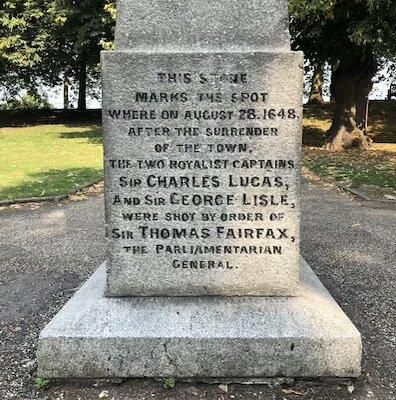 THIS STONE
MARKS THE SPOT
WHERE ON AUGUST 28. 1648.
AFTER THE SURRENDER
OF THE TOWN,
THE TWO ROYALIST CAPTAINS
SIR CHARLES LUCAS,
AND SIR GEORGE LISLE,
WERE SHOT BY ORDER OF
SIR THOMAS FAIRFAX,
THE PARLIAMENTARIAN
GENERAL.